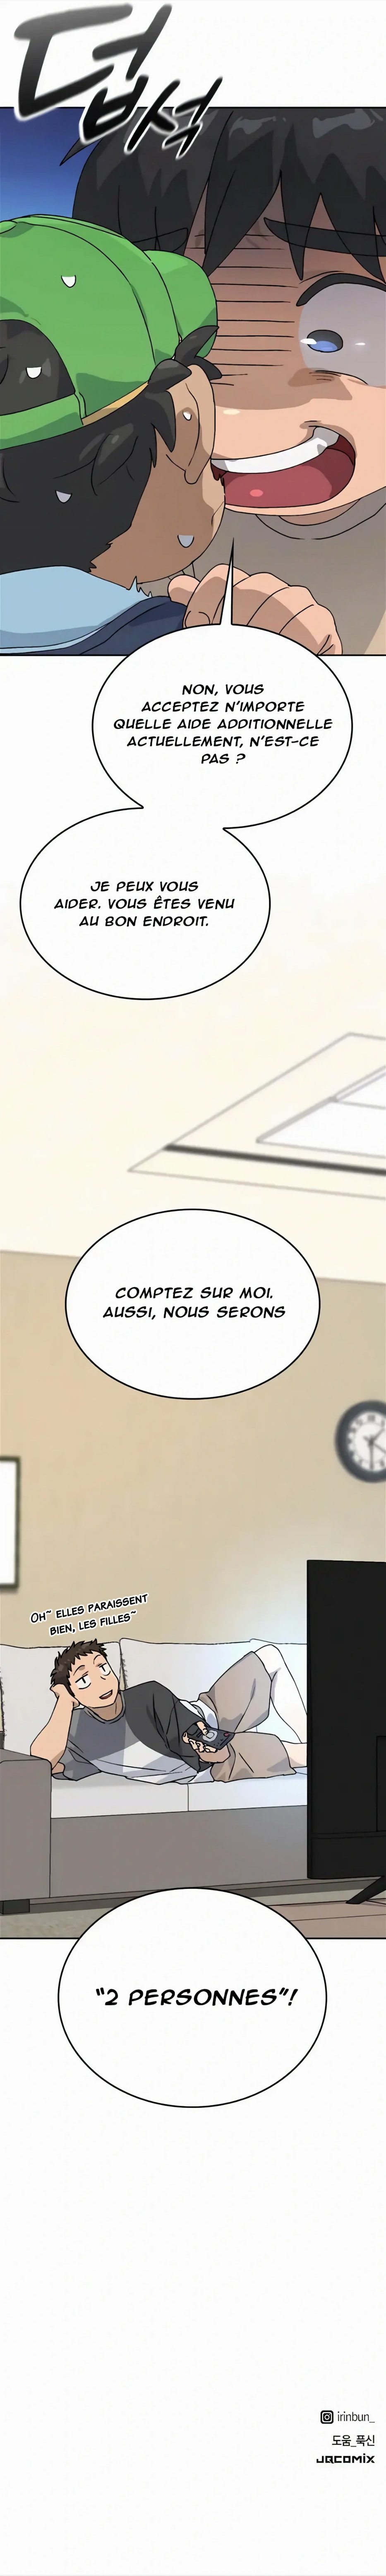 덥석
NON, VOUS
ACCEPTEZ N'IMPORTE
QUELLE AIDE ADDITIONNELLE
ACTUELLEMENT, N'EST-CE
PAS ?
JE PEUX VOUS
AIDER. VOUS ÊTES VENU
AU BON ENDROIT.
COMPTEZ SUR MOI.
AUSSI, NOUS SERONS
OH~ ELLES PARAISSENT
BIEN, LES FILLES~
"2 PERSONNES"!
irinbun_
도움_푹신
JQCOMIX